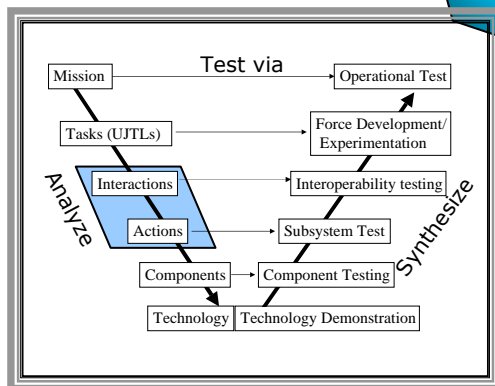 Test via
Mission
Operational Test
Tasks (UJTLs)
Force Development/
Experimentation
Interactions
Interoperability testing
Analyze
Synthesize
Actions
Subsystem Test
Components
Component Testing
Technology
Technology Demonstration